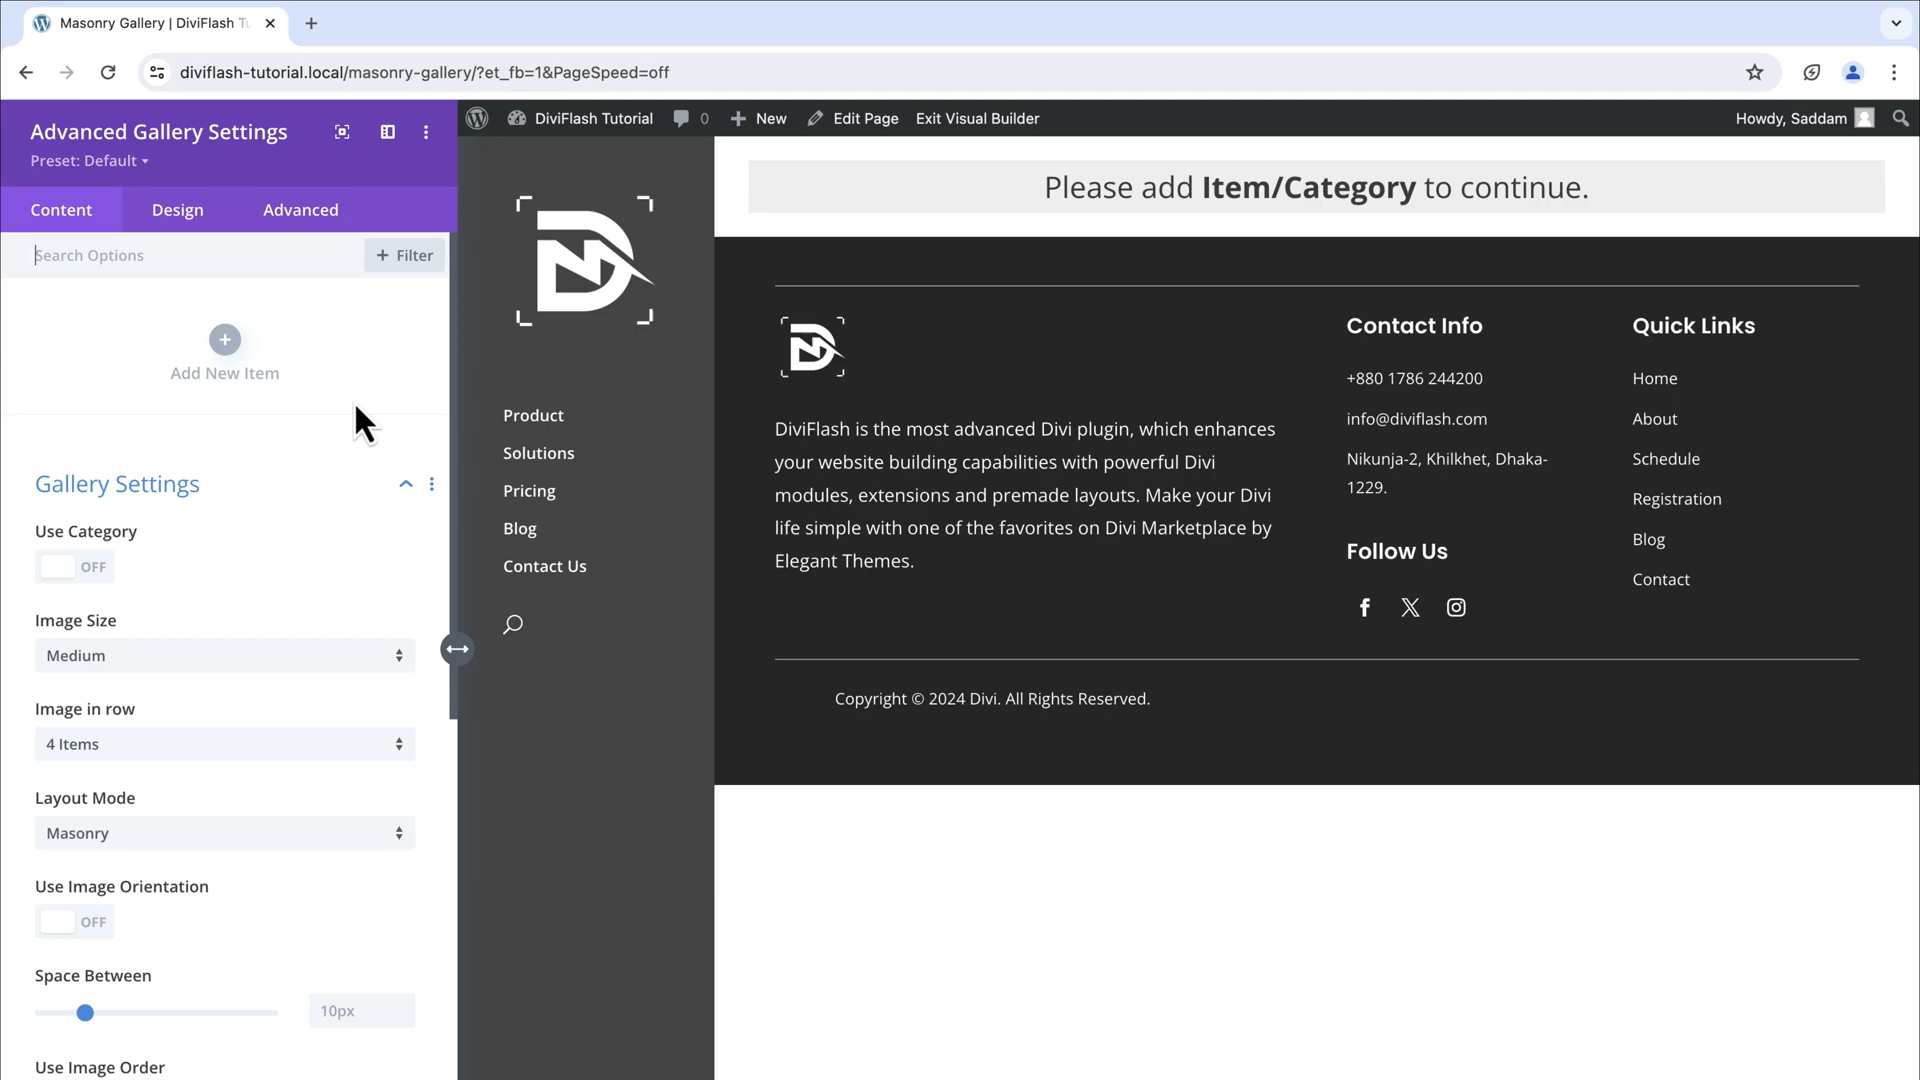 Masonry Gallery | DiviFlash Tu
diviflash-tutorial.local/masonry-gallery/?et_fb=1&PageSpeed=off
Advanced Gallery Settings
Preset: Default
Content
Design
Advanced
Search Options
+ Filter
Add New Item
Gallery Settings
Use Category
OFF
Image Size
Medium
Image in row
4 Items
Layout Mode
Masonry
Use Image Orientation
OFF
Space Between
10px
Use Image Order
DiviFlash Tutorial
0
New
Edit Page
Exit Visual Builder
Howdy, Saddam
Product
Solutions
Pricing
Blog
Contact Us
Please add Item/Category to continue.
DiviFlash is the most advanced Divi plugin, which enhances
your website building capabilities with powerful Divi
modules, extensions and premade layouts. Make your Divi
life simple with one of the favorites on Divi Marketplace by
Elegant Themes.
Contact Info
+880 1786 244200
info@diviflash.com
Nikunja-2, Khilkhet, Dhaka-
1229.
Follow Us
Quick Links
Home
About
Schedule
Registration
Blog
Contact
Copyright © 2024 Divi. All Rights Reserved.